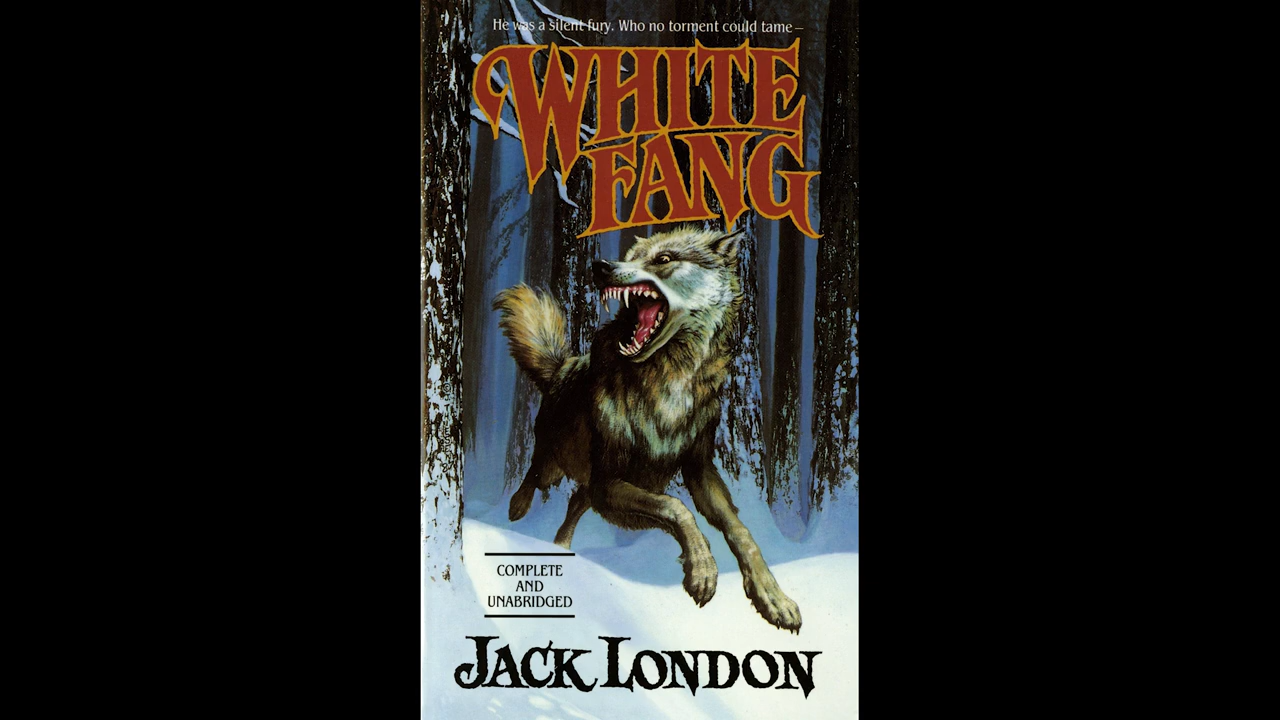 He was a silent fury. Who no torment could tame—
WHITE
FANG
COMPLETE
AND
UNABRIDGED
JACK LONDON